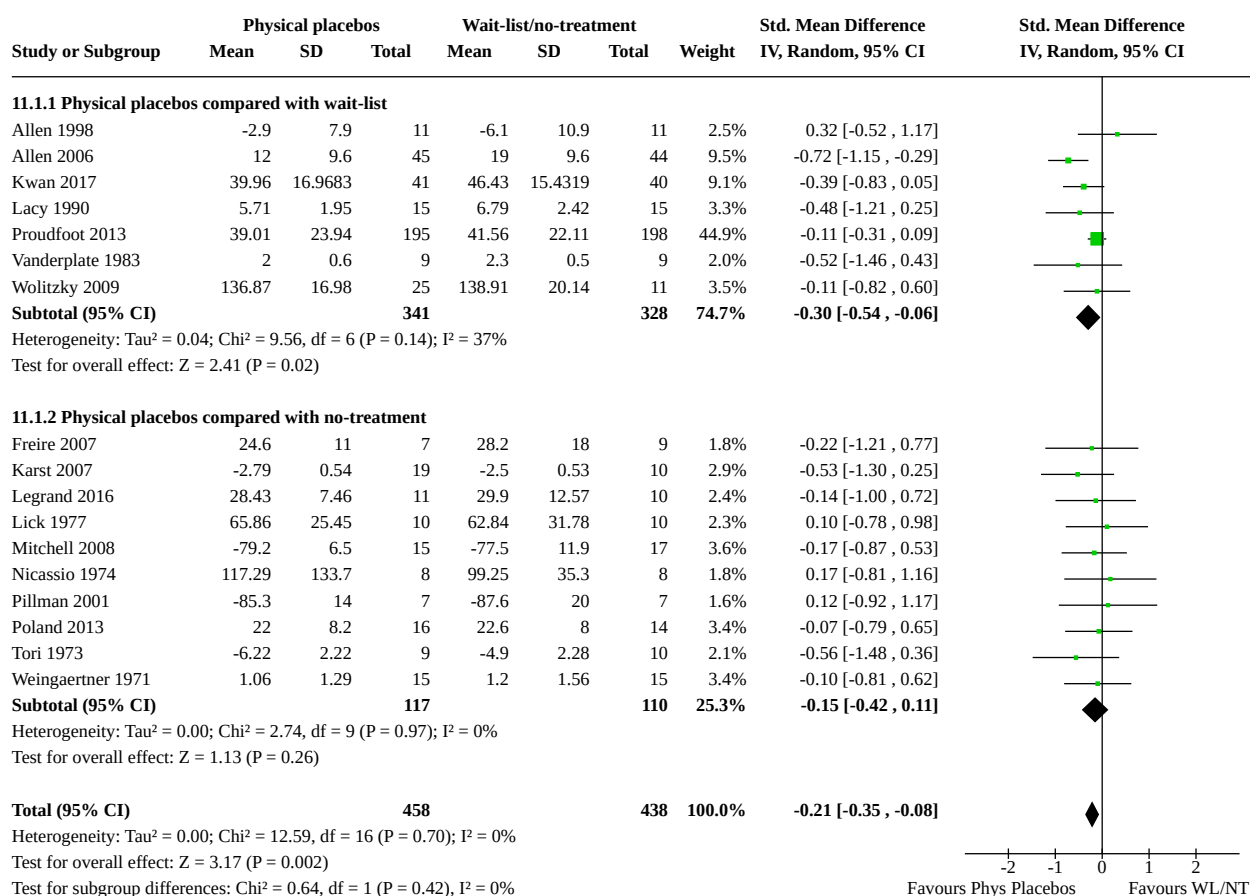 Physical placebos Wait-list/no-treatment Std. Mean Difference Std. Mean Difference
Study or Subgroup Mean SD Total Mean SD Total Weight IV, Random, 95% CI IV, Random, 95% CI
11.1.1 Physical placebos compared with wait-list
Allen 1998 -2.9 7.9 11 -6.1 10.9 11 2.5% 0.32 [-0.52 , 1.17]
Allen 2006 12 9.6 45 19 9.6 44 9.5% -0.72 [-1.15 , -0.29]
Kwan 2017 39.96 16.9683 41 46.43 15.4319 40 9.1% -0.39 [-0.83 , 0.05]
Lacy 1990 5.71 1.95 15 6.79 2.42 15 3.3% -0.48 [-1.21 , 0.25]
Proudfoot 2013 39.01 23.94 195 41.56 22.11 198 44.9% -0.11 [-0.31 , 0.09]
Vanderplate 1983 2 0.6 9 2.3 0.5 9 2.0% -0.52 [-1.46 , 0.43]
Wolitzky 2009 136.87 16.98 25 138.91 20.14 11 3.5% -0.11 [-0.82 , 0.60]
Subtotal (95% CI) 341 328 74.7% -0.30 [-0.54 , -0.06]
Heterogeneity: Tau² = 0.04; Chi² = 9.56, df = 6 (P = 0.14); I² = 37%
Test for overall effect: Z = 2.41 (P = 0.02)
11.1.2 Physical placebos compared with no-treatment
Freire 2007 24.6 11 7 28.2 18 9 1.8% -0.22 [-1.21 , 0.77]
Karst 2007 -2.79 0.54 19 -2.5 0.53 10 2.9% -0.53 [-1.30 , 0.25]
Legrand 2016 28.43 7.46 11 29.9 12.57 10 2.4% -0.14 [-1.00 , 0.72]
Lick 1977 65.86 25.45 10 62.84 31.78 10 2.3% 0.10 [-0.78 , 0.98]
Mitchell 2008 -79.2 6.5 15 -77.5 11.9 17 3.6% -0.17 [-0.87 , 0.53]
Nicassio 1974 117.29 133.7 8 99.25 35.3 8 1.8% 0.17 [-0.81 , 1.16]
Pillman 2001 -85.3 14 7 -87.6 20 7 1.6% 0.12 [-0.92 , 1.17]
Poland 2013 22 8.2 16 22.6 8 14 3.4% -0.07 [-0.79 , 0.65]
Tori 1973 -6.22 2.22 9 -4.9 2.28 10 2.1% -0.56 [-1.48 , 0.36]
Weingaertner 1971 1.06 1.29 15 1.2 1.56 15 3.4% -0.10 [-0.81 , 0.62]
Subtotal (95% CI) 117 110 25.3% -0.15 [-0.42 , 0.11]
Heterogeneity: Tau² = 0.00; Chi² = 2.74, df = 9 (P = 0.97); I² = 0%
Test for overall effect: Z = 1.13 (P = 0.26)
Total (95% CI) 458 438 100.0% -0.21 [-0.35 , -0.08]
Heterogeneity: Tau² = 0.00; Chi² = 12.59, df = 16 (P = 0.70); I² = 0%
Test for overall effect: Z = 3.17 (P = 0.002) -2 -1 0 1 2
Test for subgroup differences: Chi² = 0.64, df = 1 (P = 0.42), I² = 0% Favours Phys Placebos Favours WL/NT